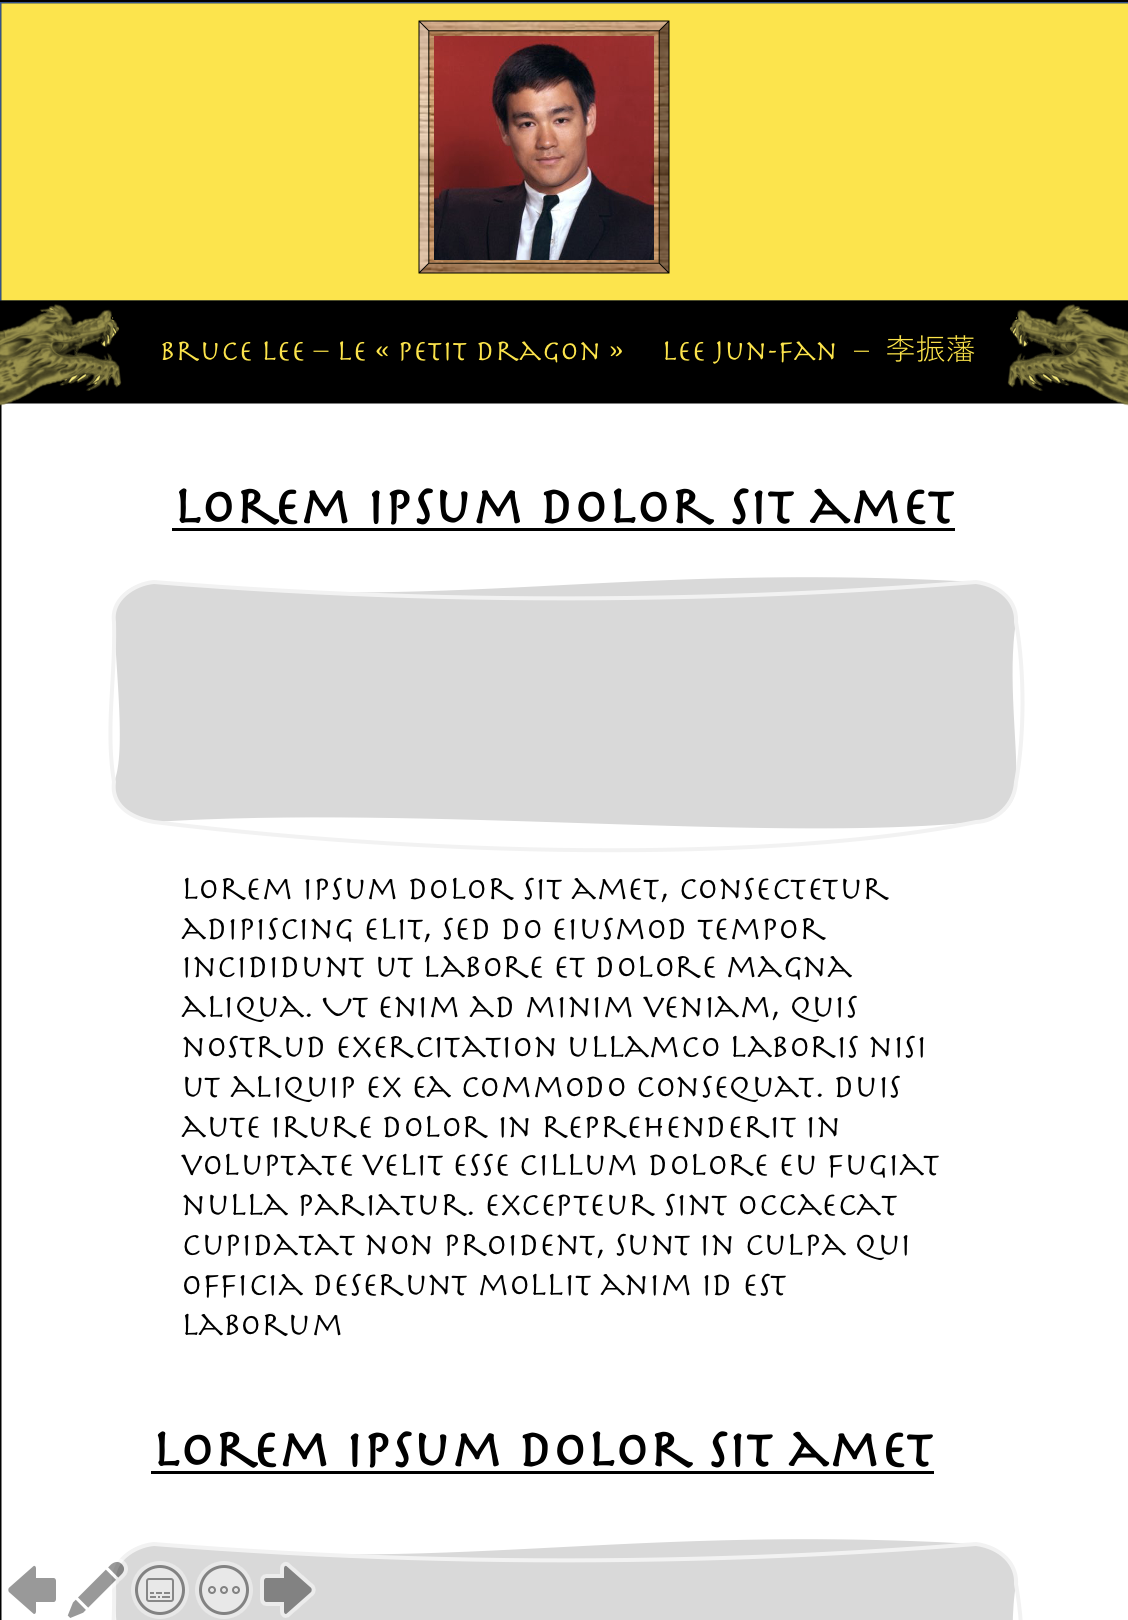 Bruce Lee – Le « Petit Dragon »    Lee Jun-Fan – 李振藩
Lorem ipsum dolor sit amet
Lorem ipsum dolor sit amet, consectetur
adipiscing elit, sed do eiusmod tempor
incididunt ut labore et dolore magna
aliqua. Ut enim ad minim veniam, quis
nostrud exercitation ullamco laboris nisi
ut aliquip ex ea commodo consequat. Duis
aute irure dolor in reprehenderit in
voluptate velit esse cillum dolore eu fugiat
nulla pariatur. Excepteur sint occaecat
cupidatat non proident, sunt in culpa qui
officia deserunt mollit anim id est
laborum
Lorem ipsum dolor sit amet